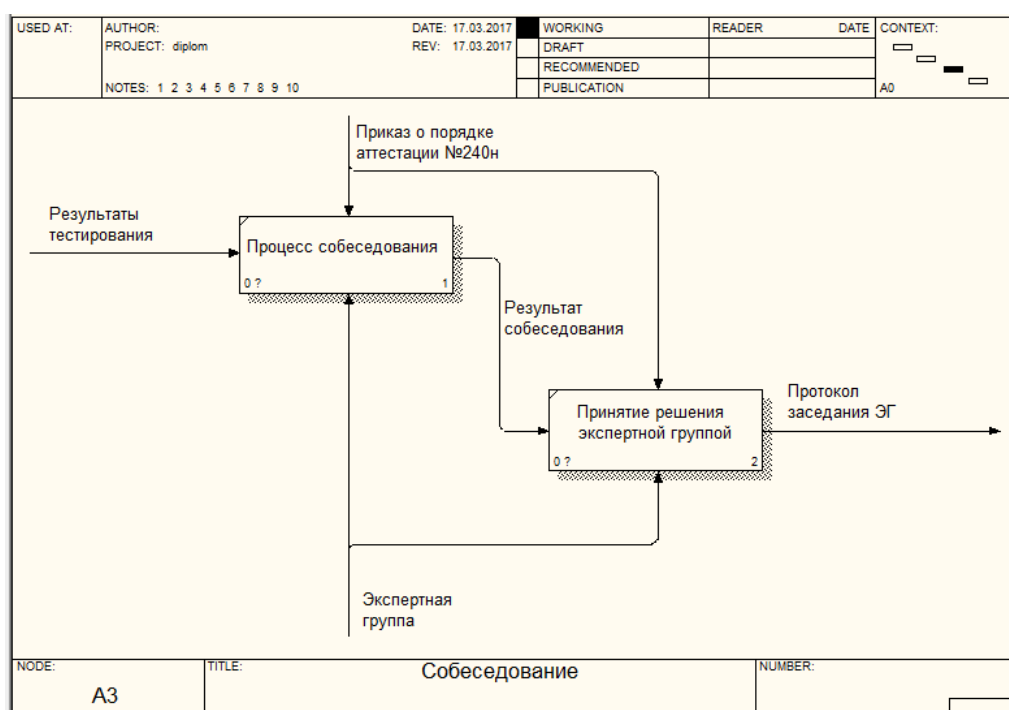 USED AT:
AUTHOR:
DATE: 17.03.2017
PROJECT: diplom
REV: 17.03.2017
NOTES: 1 2 3 4 5 6 7 8 9 10
WORKING
DRAFT
RECOMMENDED
PUBLICATION
READER
DATE
CONTEXT:
A0
Приказ о порядке
аттестации №240н
Результаты
тестирования
Процесс собеседования
0 ?
1
Результат
собеседования
Принятие решения
экспертной группой
0 ?
2
Протокол
заседания ЭГ
Экспертная
группа
NODE:
A3
TITLE:
Собеседование
NUMBER: